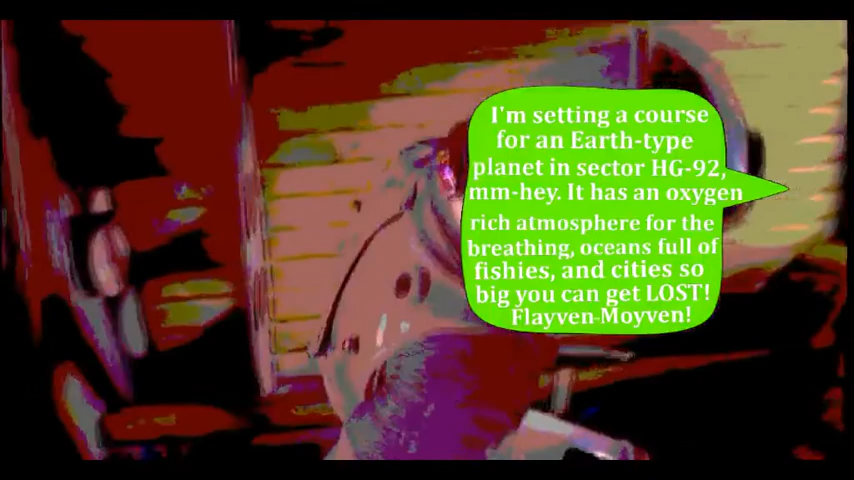 I'm setting a course
for an Earth-type
planet in sector HG-92,
mm-hey. It has an oxygen
rich atmosphere for the
breathing, oceans full of
fishies, and cities so
big you can get LOST!
Flayven-Moyven!